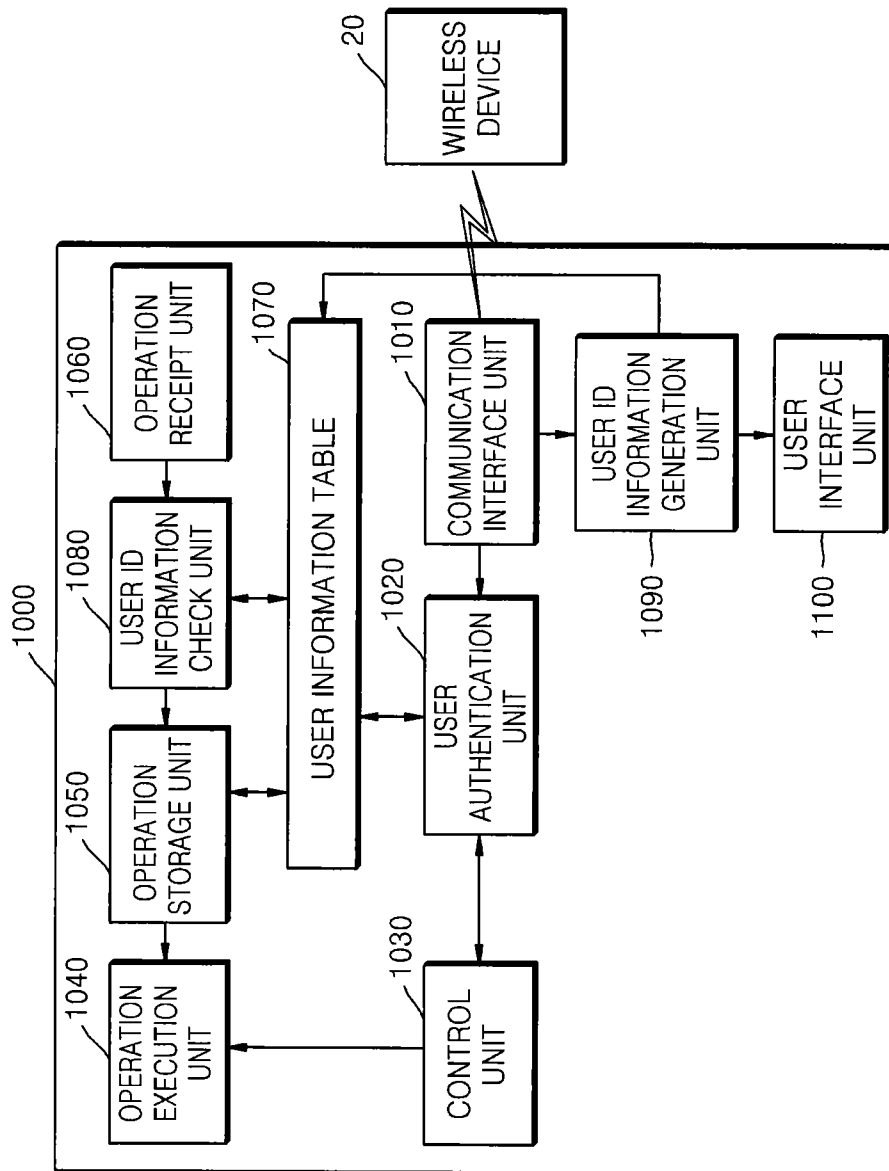 1000
1040
OPERATION
EXECUTION
UNIT
1050
OPERATION
STORAGE UNIT
1080
USER ID
INFORMATION
CHECK UNIT
1060
OPERATION
RECEIPT UNIT
1070
USER INFORMATION TABLE
1030
CONTROL
UNIT
1020
USER
AUTHENTICATION
UNIT
1010
COMMUNICATION
INTERFACE UNIT
20
WIRELESS
DEVICE
1090
USER ID
INFORMATION
GENERATION
UNIT
1100
USER
INTERFACE
UNIT